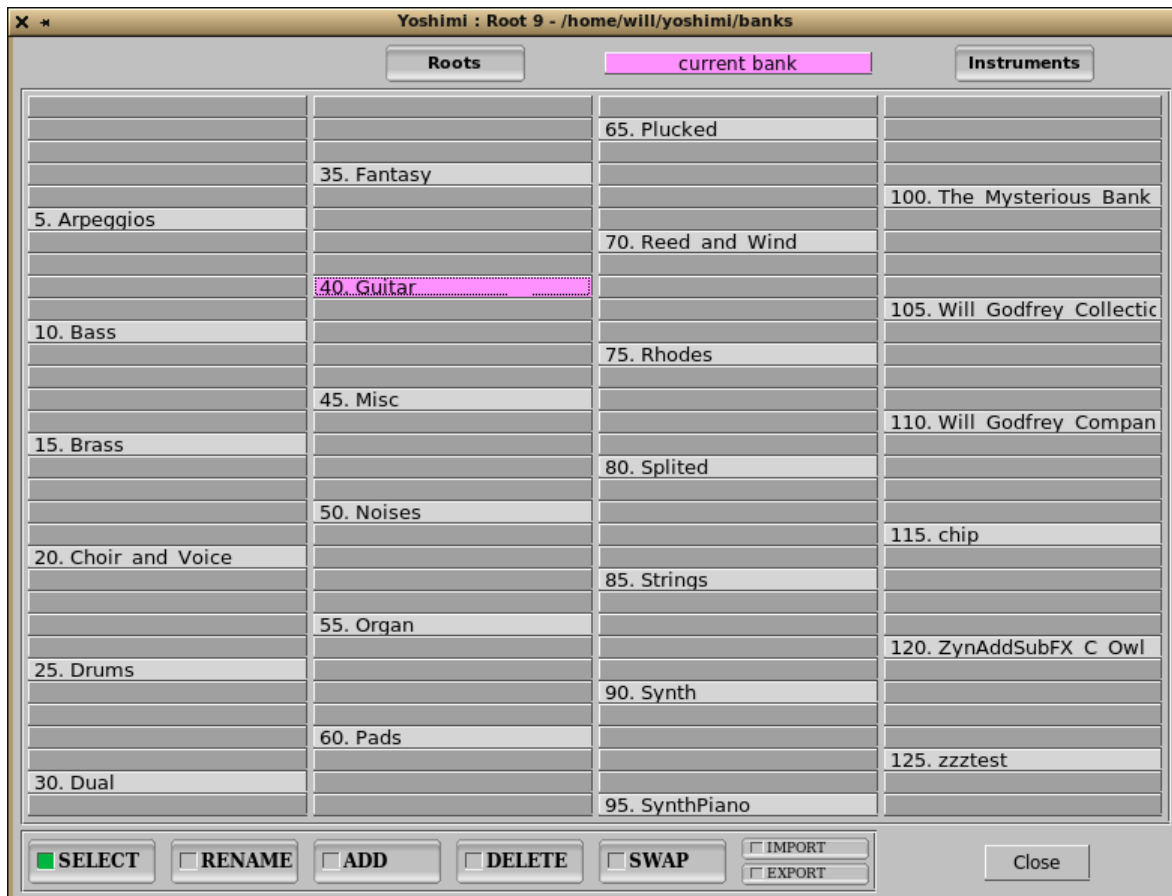 Yoshimi : Root 9 - /home/will/yoshimi/banks
Roots
current bank
Instruments
5. Arpeggios
10. Bass
15. Brass
20. Choir and Voice
25. Drums
30. Dual
35. Fantasy
40. Guitar
45. Misc
50. Noises
55. Organ
60. Pads
65. Plucked
70. Reed and Wind
75. Rhodes
80. Splited
85. Strings
90. Synth
95. SynthPiano
100. The Mysterious Bank
105. Will Godfrey Collectic
110. Will Godfrey Compan
115. chip
120. ZynAddSubFX C Owl
125. zzztest
SELECT
RENAME
ADD
DELETE
SWAP
IMPORT
EXPORT
Close